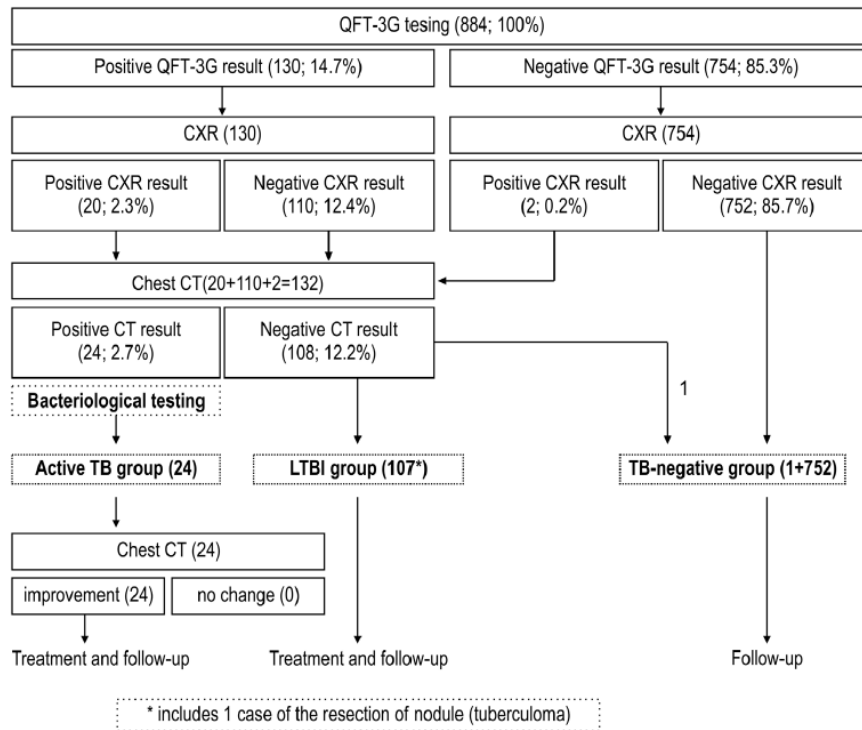 QFT-3G tesing (884; 100%)
Positive QFT-3G result (130; 14.7%)
Negative QFT-3G result (754; 85.3%)
CXR (130)
CXR (754)
Positive CXR result
(20; 2.3%)
Negative CXR result
(110; 12.4%)
Positive CXR result
(2; 0.2%)
Negative CXR result
(752; 85.7%)
Chest CT(20+110+2=132)
Positive CT result
(24; 2.7%)
Negative CT result
(108; 12.2%)
1
Bacteriological testing
Active TB group (24)
LTBI group (107*)
TB-negative group (1+752)
Chest CT (24)
improvement (24)
no change (0)
Treatment and follow-up
Treatment and follow-up
Follow-up
* includes 1 case of the resection of nodule (tuberculoma)